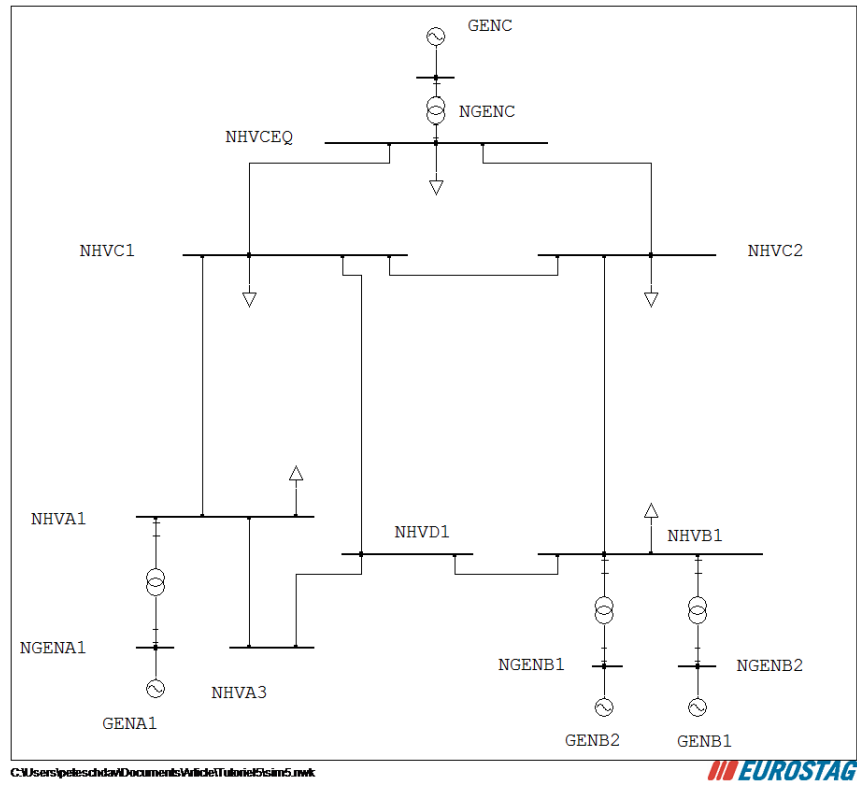 GENC
NGENC
NHVCEQ
NHVC1
NHVC2
NHVA1
NHVD1
NHVB1
NGENA1
NHVA3
NGENB1
NGENB2
GENA1
GENB2
GENB1
C:\Users\peleschdav\Documents\Article\Tutoriel5\sim5.nwk
EUROSTAG